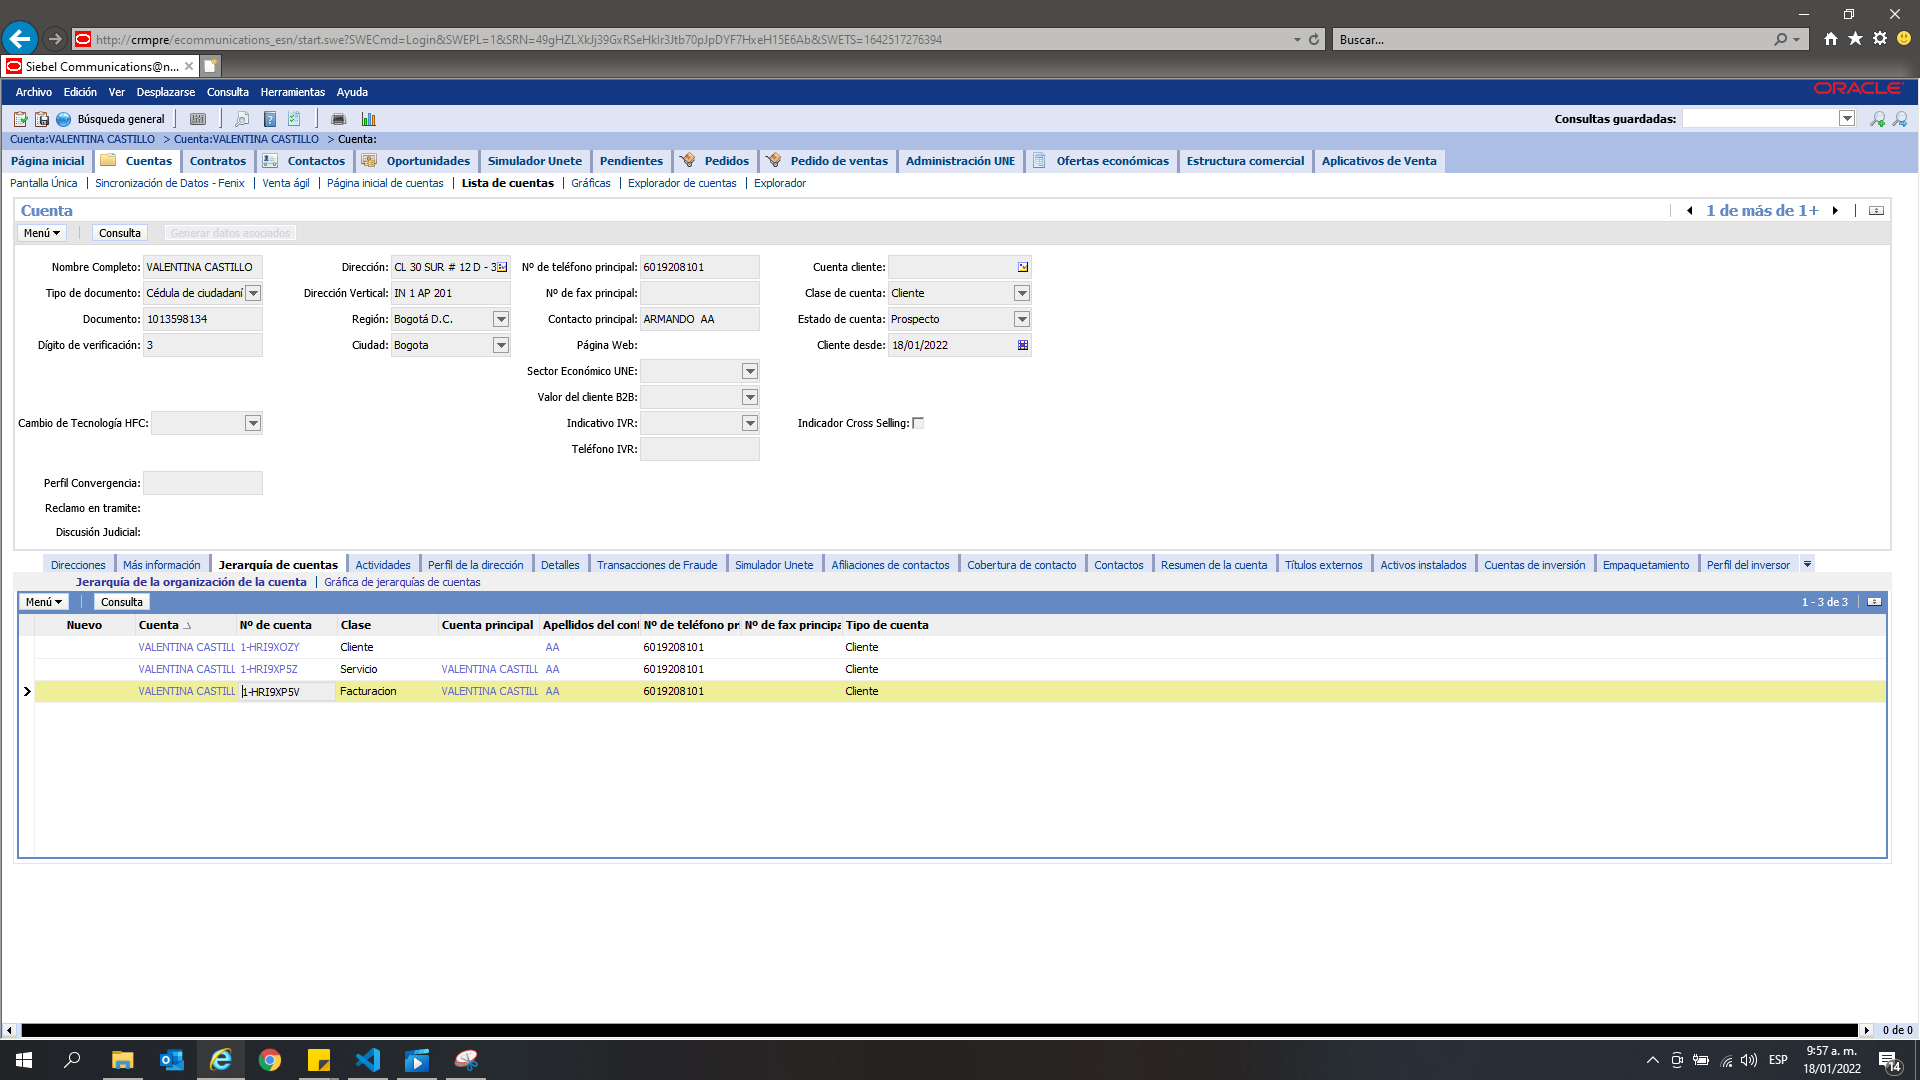 http://crmpre/ecommunications_esn/start.swe?SWECmd=Login&SWEPL=1&SRN=49gHZLXkJj39GxRSeHklr3Jtb70pJpDYF7HxeH15E6Ab&SWETS=1642517276394
Buscar...
Siebel Communications@n...
Archivo Edición Ver Desplazarse Consulta Herramientas Ayuda
ORACLE
Búsqueda general
Consultas guardadas:
Cuenta:VALENTINA CASTILLO > Cuenta:VALENTINA CASTILLO > Cuenta:
Página inicial Cuentas Contratos Contactos Oportunidades Simulador Unete Pendientes Pedidos Pedido de ventas Administración UNE Ofertas económicas Estructura comercial Aplicativos de Venta
Pantalla Única Sincronización de Datos - Fenix Venta ágil Página inicial de cuentas Lista de cuentas Gráficas Explorador de cuentas Explorador
Cuenta
1 de más de 1+
Menú Consulta Generar datos asociados
Nombre Completo: VALENTINA CASTILLO Dirección: CL 30 SUR # 12 D - 3 Nº de teléfono principal: 6019208101 Cuenta cliente:
Tipo de documento: Cédula de ciudadaní Dirección Vertical: IN 1 AP 201 Nº de fax principal: Clase de cuenta: Cliente
Documento: 1013598134 Región: Bogotá D.C. Contacto principal: ARMANDO AA Estado de cuenta: Prospecto
Dígito de verificación: 3 Ciudad: Bogota Página Web: Cliente desde: 18/01/2022
Sector Económico UNE:
Valor del cliente B2B:
Cambio de Tecnología HFC: Indicativo IVR: Indicador Cross Selling:
Teléfono IVR:
Perfil Convergencia:
Reclamo en tramite:
Discusión Judicial:
Direcciones Más información Jerarquía de cuentas Actividades Perfil de la dirección Detalles Transacciones de Fraude Simulador Unete Afiliaciones de contactos Cobertura de contacto Contactos Resumen de la cuenta Títulos externos Activos instalados Cuentas de inversión Empaquetamiento Perfil del inversor
Jerarquía de la organización de la cuenta Gráfica de jerarquías de cuentas
Menú Consulta
1 - 3 de 3
Nuevo Cuenta Nº de cuenta Clase Cuenta principal Apellidos del con Nº de teléfono pr Nº de fax principa Tipo de cuenta
VALENTINA CASTILL 1-HRI9XOZY Cliente AA 6019208101 Cliente
VALENTINA CASTILL 1-HRI9XP5Z Servicio VALENTINA CASTILL AA 6019208101 Cliente
VALENTINA CASTILL 1-HRI9XP5V Facturacion VALENTINA CASTILL AA 6019208101 Cliente
0 de 0
ESP
9:57 a. m.
18/01/2022
14